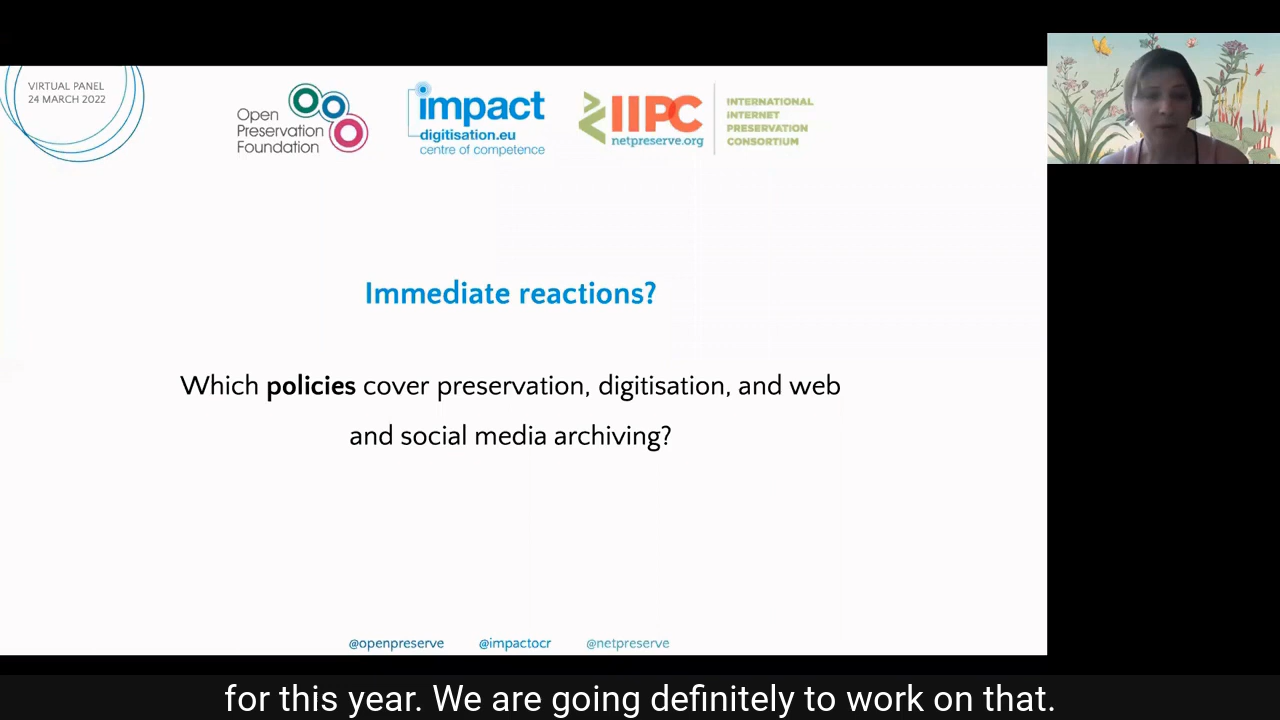 VIRTUAL PANEL
24 MARCH 2022
Open
Preservation
Foundation
impact
digitisation.eu
centre of competence
IIPC
netpreserve.org
INTERNATIONAL
INTERNET
PRESERVATION
CONSORTIUM
Immediate reactions?
Which policies cover preservation, digitisation, and web
and social media archiving?
@openpreserve @impactocr @netpreserve
for this year. We are going definitely to work on that.